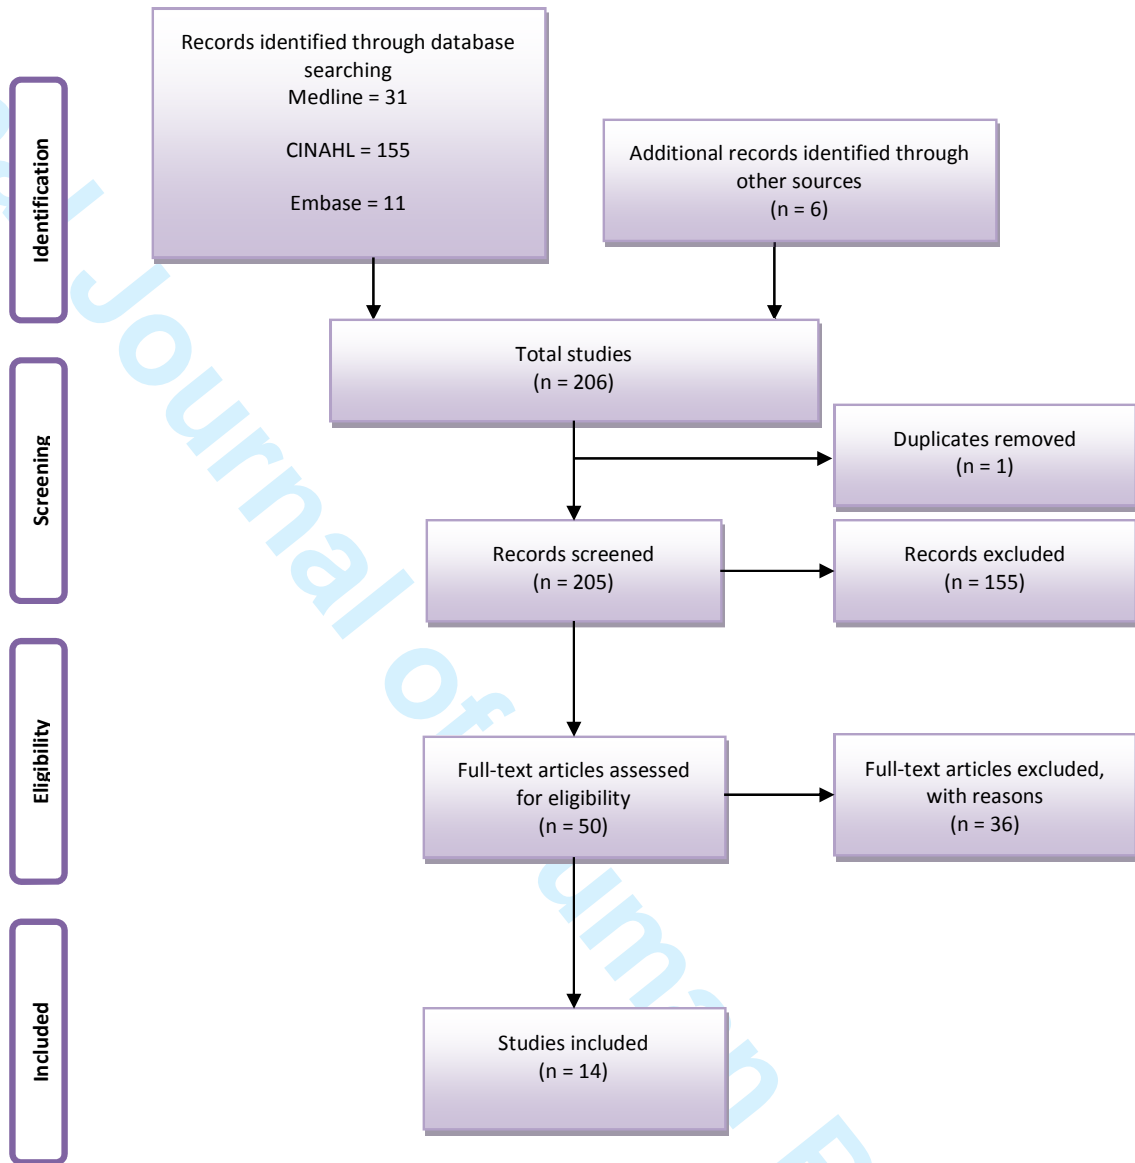 Identification
Records identified through database
searching
Medline = 31
CINAHL = 155
Embase = 11
Additional records identified through
other sources
(n = 6)
Total studies
(n = 206)
Screening
Duplicates removed
(n = 1)
Records screened
(n = 205)
Records excluded
(n = 155)
Eligibility
Full-text articles assessed
for eligibility
(n = 50)
Full-text articles excluded,
with reasons
(n = 36)
Included
Studies included
(n = 14)
Journal of